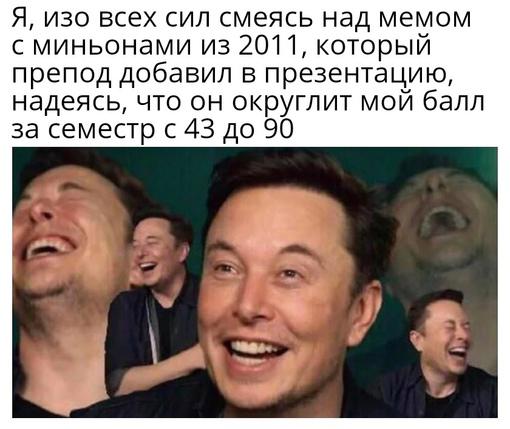 Я, изо всех сил смеясь над мемом
с миньонами из 2011, который
препод добавил в презентацию,
надеясь, что он округлит мой балл
за семестр с 43 до 90